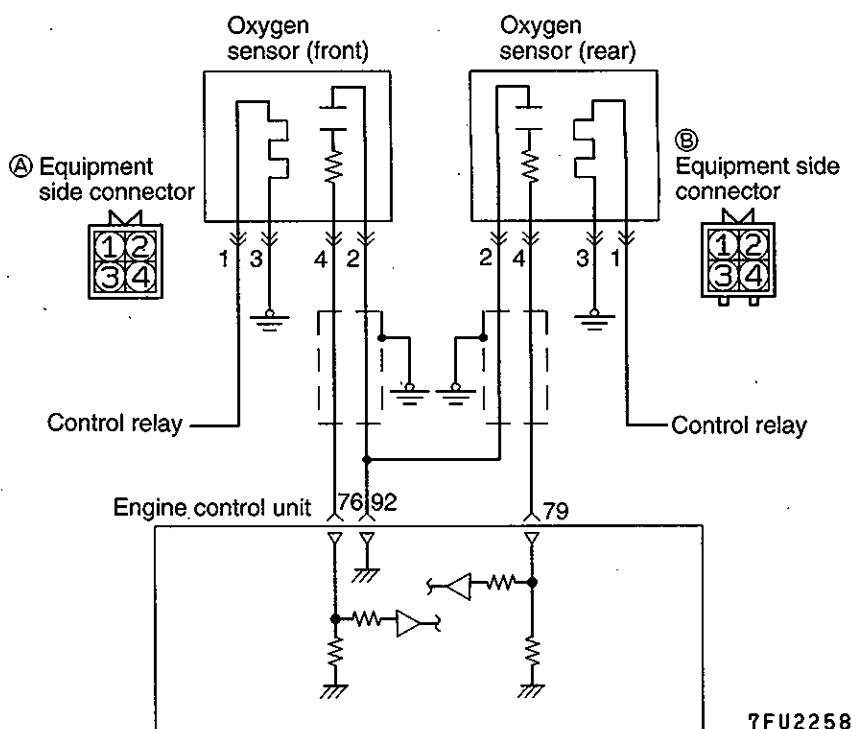 Oxygen
sensor (front)
Oxygen
sensor (rear)
Ⓐ Equipment
side connector
1 2
3 4
Ⓑ
Equipment side
connector
1 2
3 4
1 3 4 2
2 4 3 1
Control relay
Control relay
Engine control unit
76 92
79
7FU2258